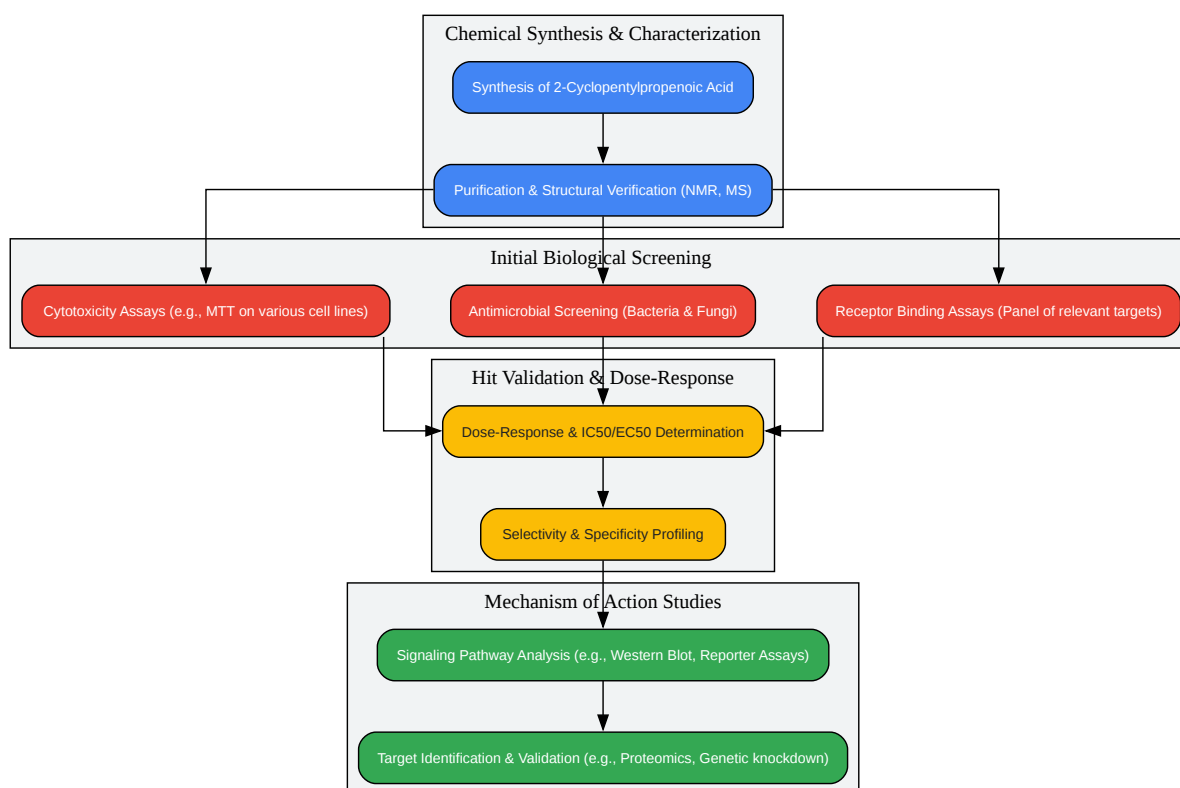 Chemical Synthesis & Characterization
Synthesis of 2-Cyclopentylpropenoic Acid
Purification & Structural Verification (NMR, MS)
Initial Biological Screening
Cytotoxicity Assays (e.g., MTT on various cell lines)
Antimicrobial Screening (Bacteria & Fungi)
Receptor Binding Assays (Panel of relevant targets)
Hit Validation & Dose-Response
Dose-Response & IC50/EC50 Determination
Selectivity & Specificity Profiling
Mechanism of Action Studies
Signaling Pathway Analysis (e.g., Western Blot, Reporter Assays)
Target Identification & Validation (e.g., Proteomics, Genetic knockdown)